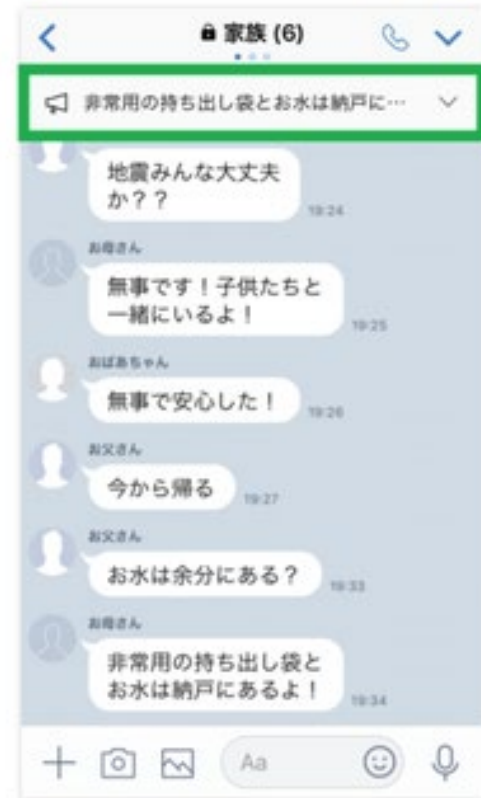 家族 (6)
非常用の持ち出し袋とお水は納戸に…
地震みんな大丈夫
か？？
19:24
お母さん
無事です！子供たちと
一緒にいるよ！
19:25
おばあちゃん
無事で安心した！
19:26
お父さん
今から帰る
19:27
お父さん
お水は余分にある？
19:33
お母さん
非常用の持ち出し袋と
お水は納戸にあるよ！
19:34
Aa